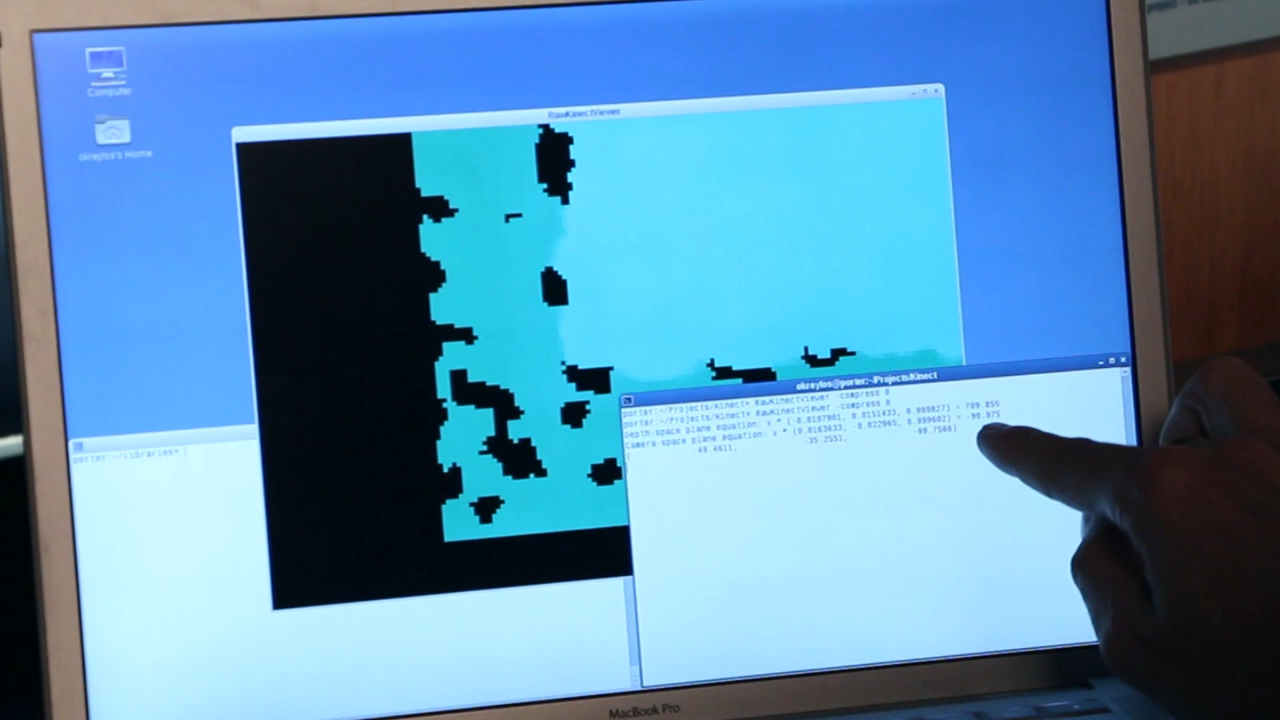 Computer
okreylos's Home
RawKinectViewer
okreylos@porter:~/Projects/Kinect
porter:~/Projects/Kinect> RawKinectViewer -compress 0
porter:~/Projects/Kinect> RawKinectViewer -compress 0
Depth-space plane equation: x * (-0.0107901, 0.0151433, 0.999827) = 709.855
Camera-space plane equation: x * (0.0163633, -0.022965, 0.999602) = -98.975
( -49.4611, -35.2551, -99.7568)
porter:~/Libraries>
MacBook Pro